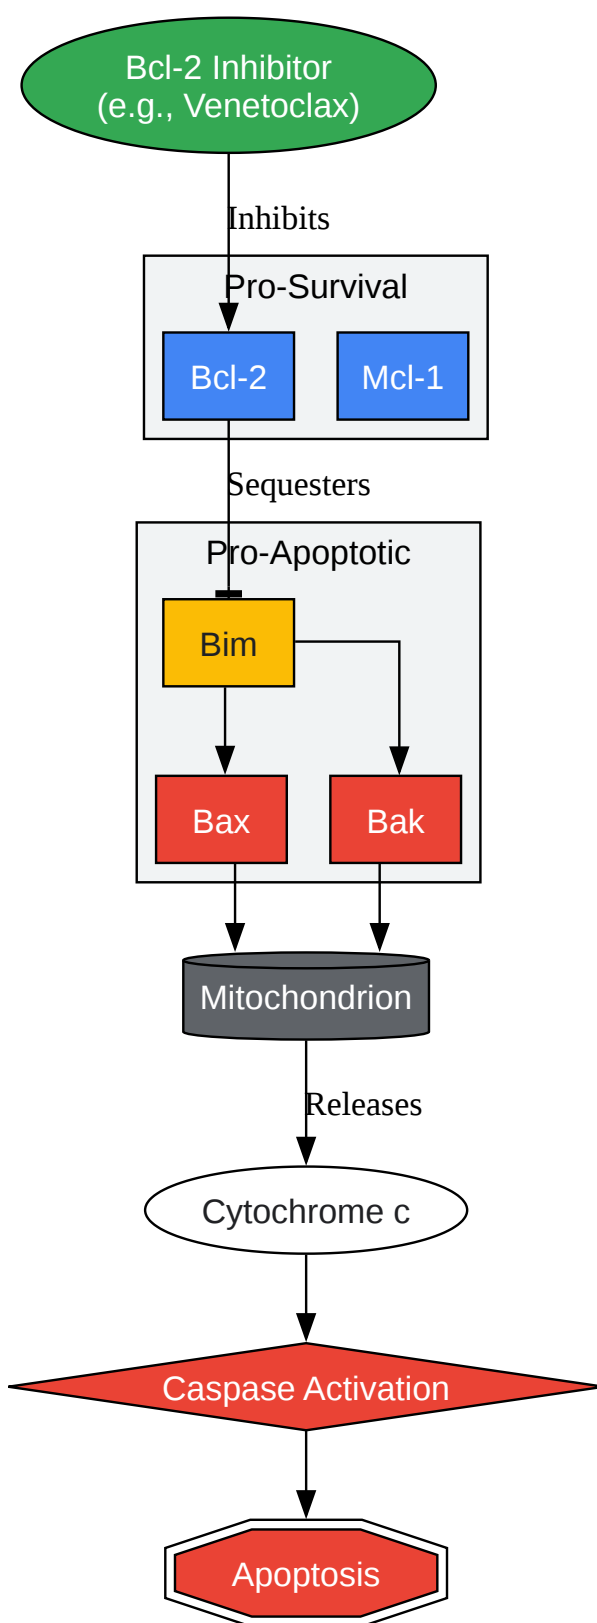 Bcl-2 Inhibitor
(e.g., Venetoclax)
Inhibits
Pro-Survival
Bcl-2
Mcl-1
Sequesters
Pro-Apoptotic
Bim
Bax
Bak
Mitochondrion
Releases
Cytochrome c
Caspase Activation
Apoptosis